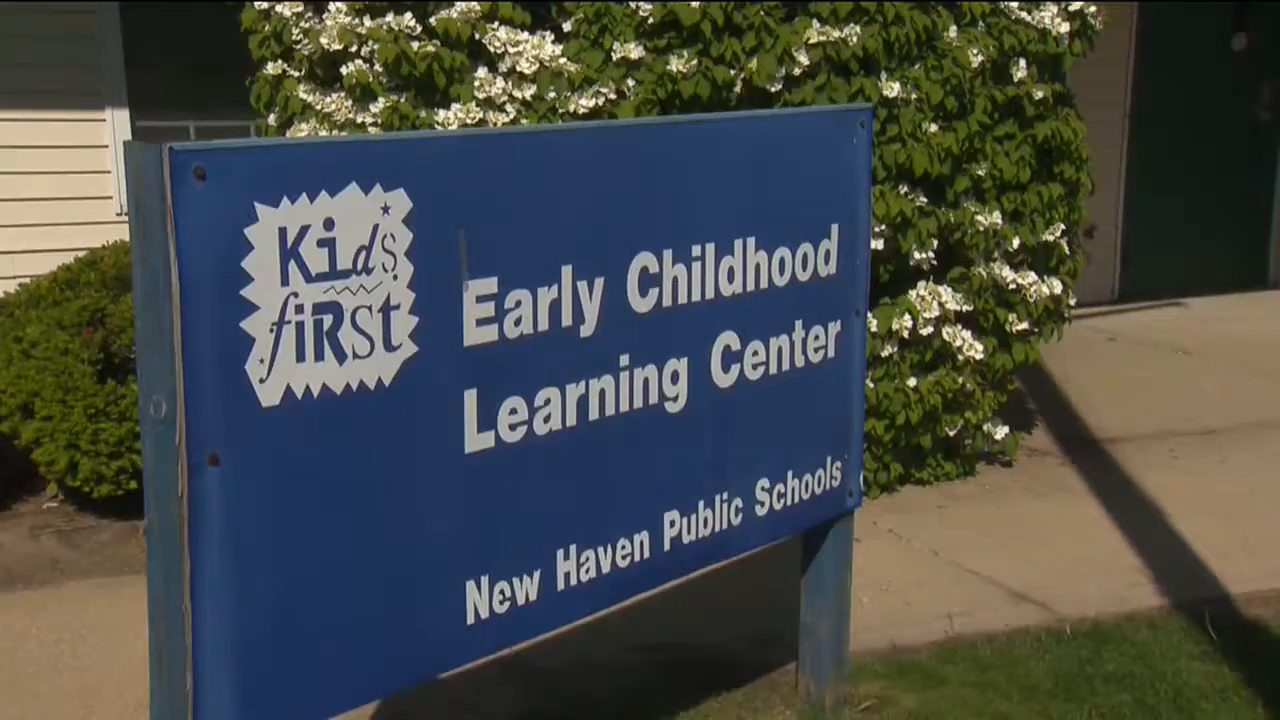 Kids
fiRst
Early Childhood
Learning Center
New Haven Public Schools